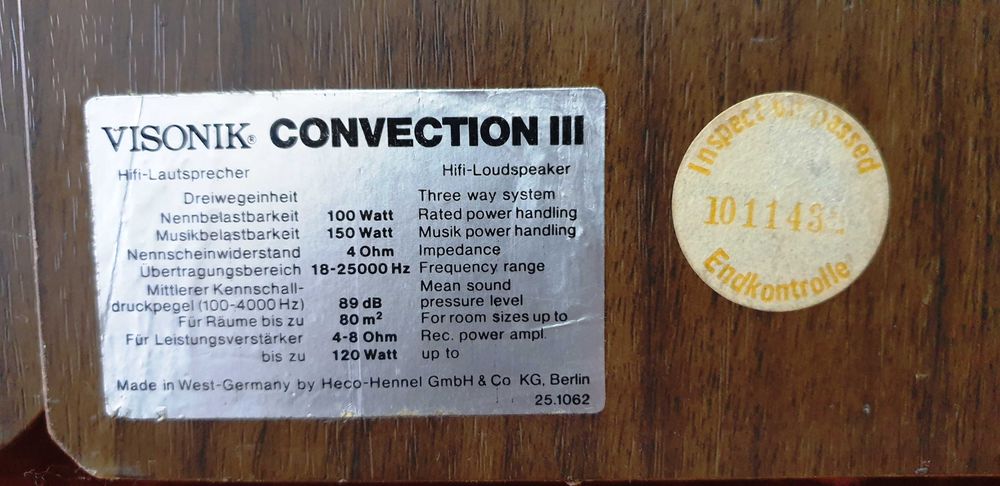 VISONIK® CONVECTION III
Hifi-Lautsprecher Hifi-Loudspeaker
Dreiwegeinheit Three way system
Nennbelastbarkeit 100 Watt Rated power handling
Musikbelastbarkeit 150 Watt Musik power handling
Nennscheinwiderstand 4 Ohm Impedance
Übertragungsbereich 18-25000 Hz Frequency range
Mittlerer Kennschall- Mean sound
druckpegel (100-4000 Hz) 89 dB pressure level
Für Räume bis zu 80 m² For room sizes up to
Für Leistungsverstärker 4-8 Ohm Rec. power ampl.
bis zu 120 Watt up to
Made in West-Germany by Heco-Hennel GmbH & Co KG, Berlin
25.1062
passed
Endkontrolle